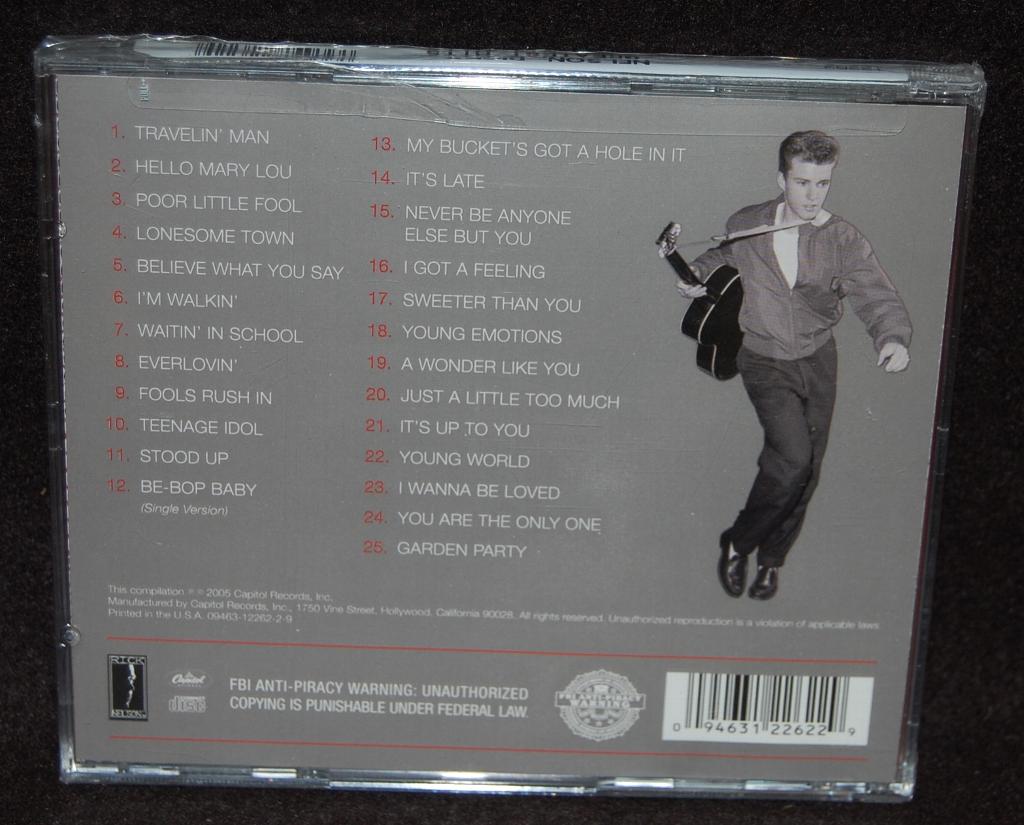 1. TRAVELIN' MAN
2. HELLO MARY LOU
3. POOR LITTLE FOOL
4. LONESOME TOWN
5. BELIEVE WHAT YOU SAY
6. I'M WALKIN'
7. WAITIN' IN SCHOOL
8. EVERLOVIN'
9. FOOLS RUSH IN
10. TEENAGE IDOL
11. STOOD UP
12. BE-BOP BABY
(Single Version)
13. MY BUCKET'S GOT A HOLE IN IT
14. IT'S LATE
15. NEVER BE ANYONE
ELSE BUT YOU
16. I GOT A FEELING
17. SWEETER THAN YOU
18. YOUNG EMOTIONS
19. A WONDER LIKE YOU
20. JUST A LITTLE TOO MUCH
21. IT'S UP TO YOU
22. YOUNG WORLD
23. I WANNA BE LOVED
24. YOU ARE THE ONLY ONE
25. GARDEN PARTY
This compilation ℗ © 2005 Capitol Records, Inc.
Manufactured by Capitol Records, Inc., 1750 Vine Street, Hollywood, California 90028. All rights reserved. Unauthorized reproduction is a violation of applicable laws.
Printed in the U.S.A. 09463-12262-2-9
RICK
NELSON
Capitol
disc
FBI ANTI-PIRACY WARNING: UNAUTHORIZED
COPYING IS PUNISHABLE UNDER FEDERAL LAW.
FBI ANTI-PIRACY
WARNING
0 94631 22622 9